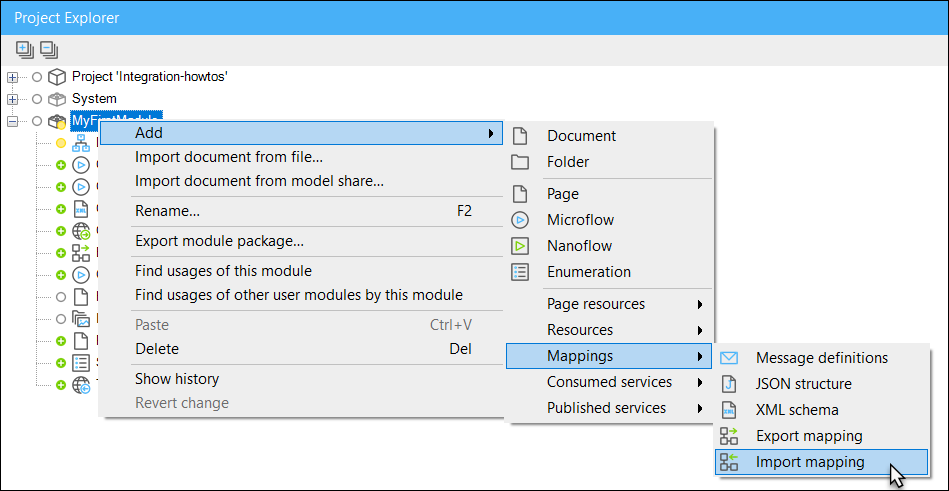 Project Explorer
Project 'Integration-howtos'
System
MyFirstModule
Add
Import document from file...
Import document from model share...
Rename... F2
Export module package...
Find usages of this module
Find usages of other user modules by this module
Paste Ctrl+V
Delete Del
Show history
Revert change
Document
Folder
Page
Microflow
Nanoflow
Enumeration
Page resources
Resources
Mappings
Consumed services
Published services
Message definitions
JSON structure
XML schema
Export mapping
Import mapping